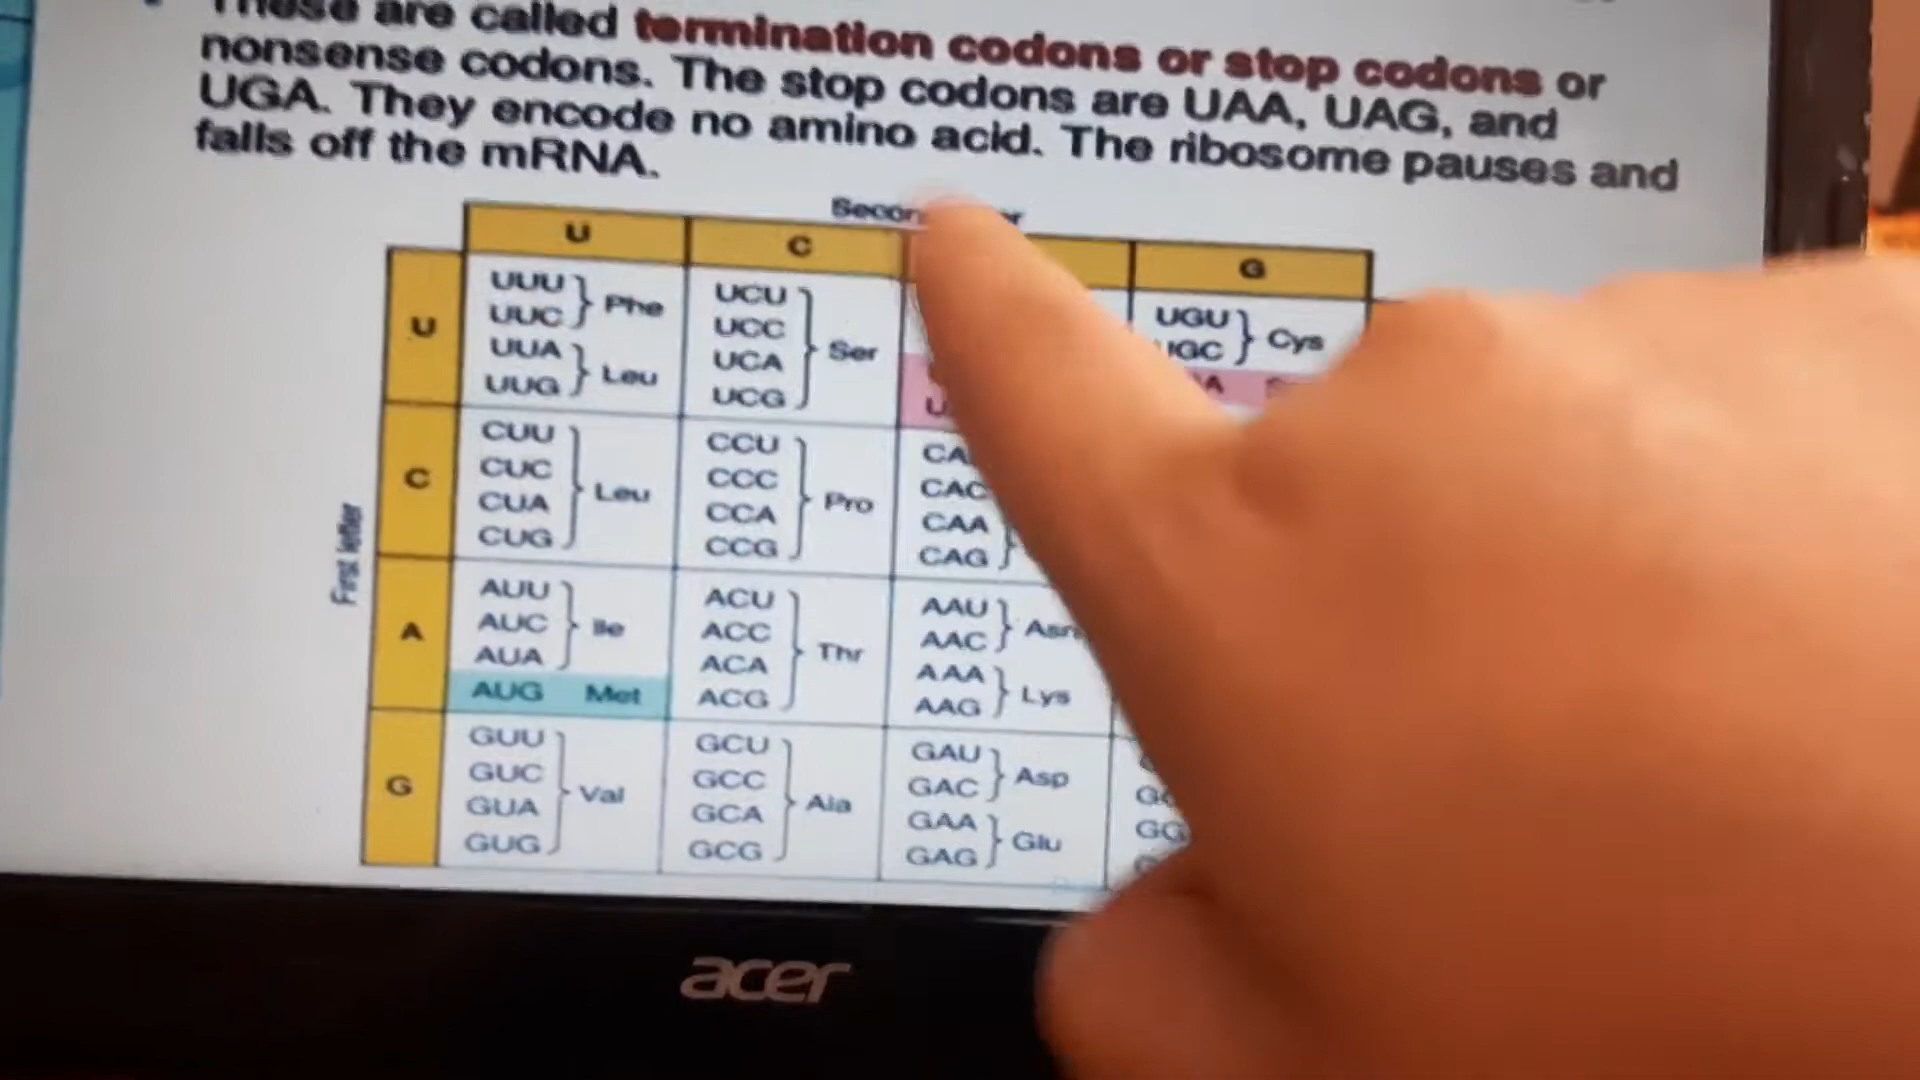 These are called termination codons or stop codons or
nonsense codons. The stop codons are UAA, UAG, and
UGA. They encode no amino acid. The ribosome pauses and
falls off the mRNA.
U
C
G
First letter
U
UUU
UUC
Phe
UUA
UUG
Leu
UCU
UCC
UCA
UCG
Ser
UGU
UGC
Cys
C
CUU
CUC
CUA
CUG
Leu
CCU
CCC
CCA
CCG
Pro
CAC
CAA
CAG
A
AUU
AUC
AUA
Ile
AUG Met
ACU
ACC
ACA
ACG
Thr
AAU
AAC
Asn
AAA
AAG
Lys
G
GUU
GUC
GUA
GUG
Val
GCU
GCC
GCA
GCG
Ala
GAU
GAC
Asp
GAA
GAG
Glu
acer